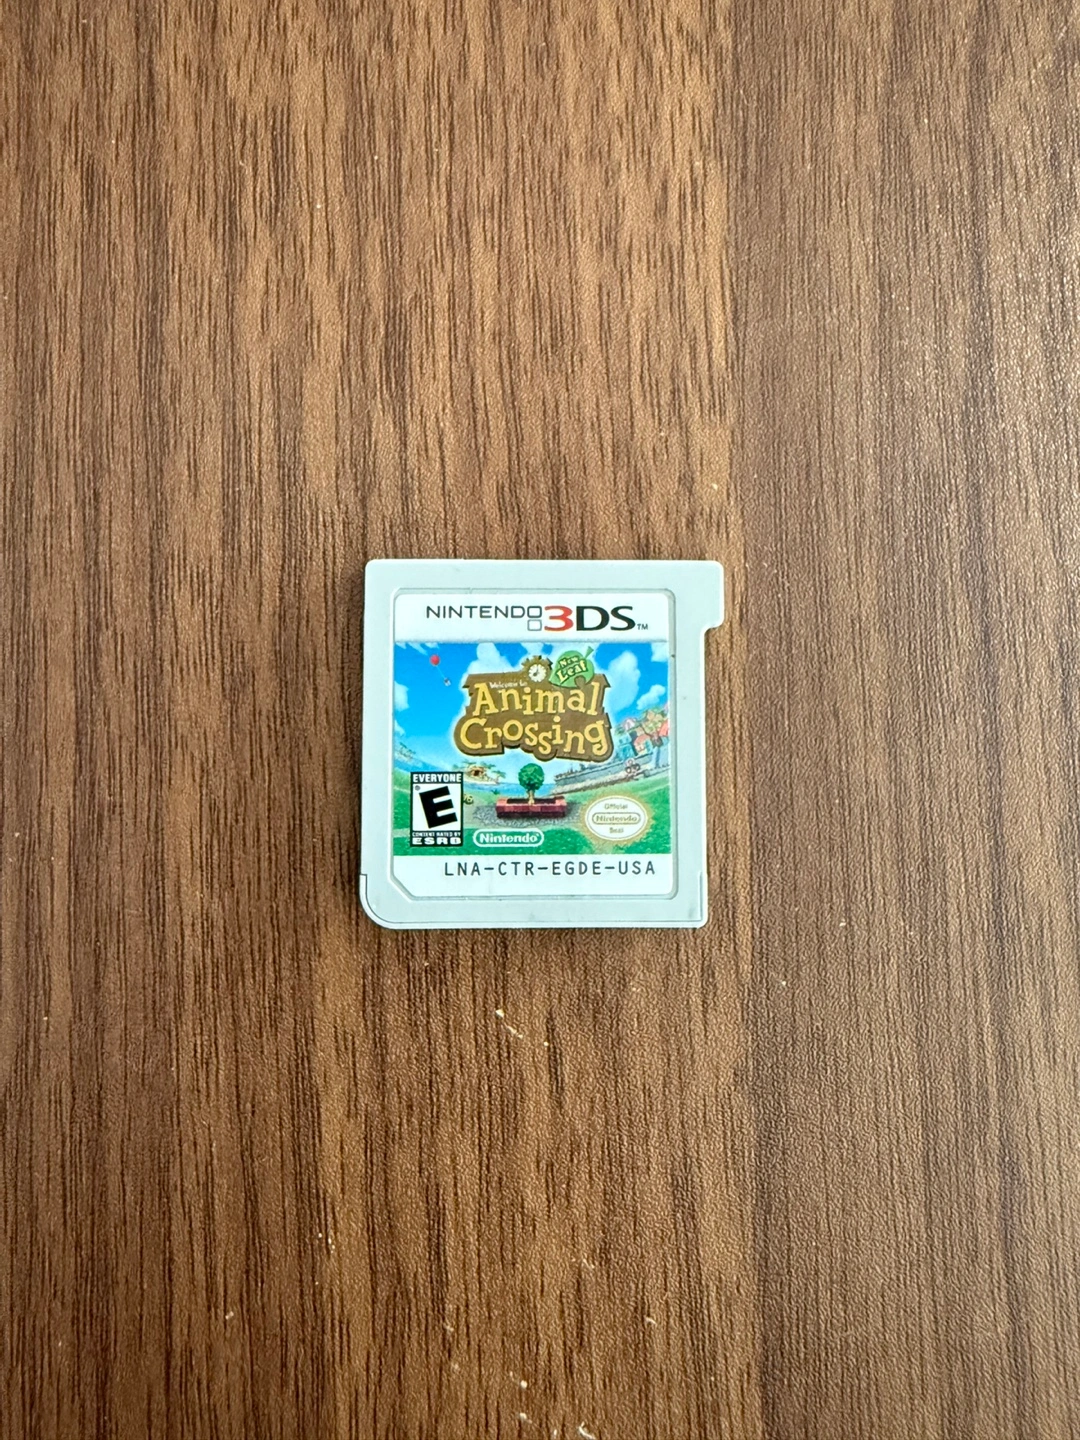 NINTENDO 3DS™
Welcome to
New
Leaf
Animal
Crossing
EVERYONE
E
CONTENT RATED BY
ESRB
Nintendo
Official
Nintendo
Seal
LNA-CTR-EGDE-USA